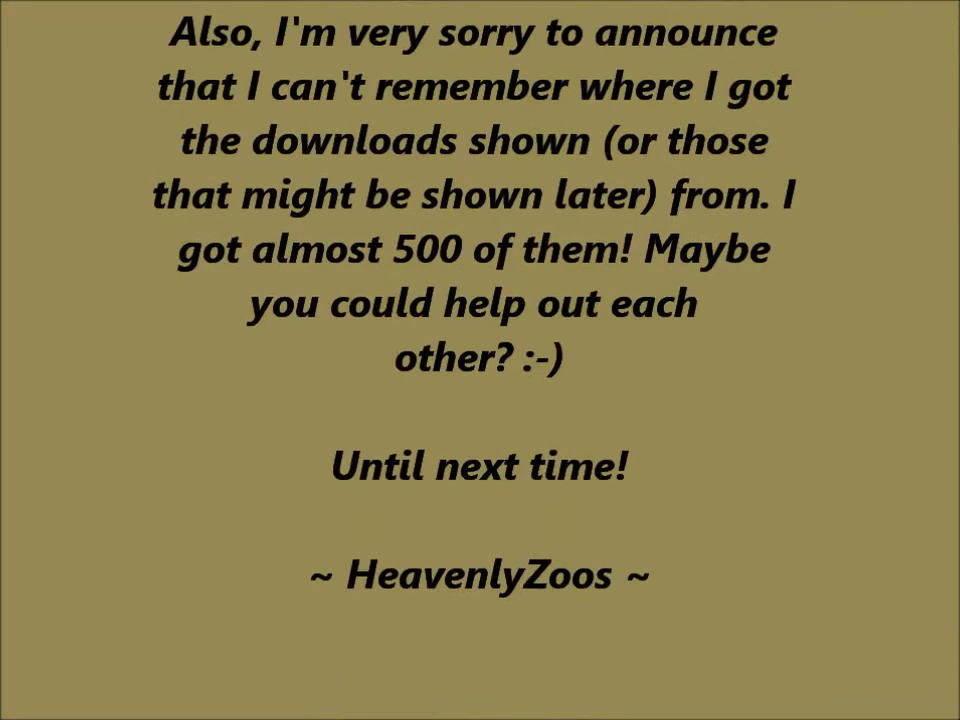 Also, I'm very sorry to announce
that I can't remember where I got
the downloads shown (or those
that might be shown later) from. I
got almost 500 of them! Maybe
you could help out each
other? :-)
Until next time!
~ HeavenlyZoos ~